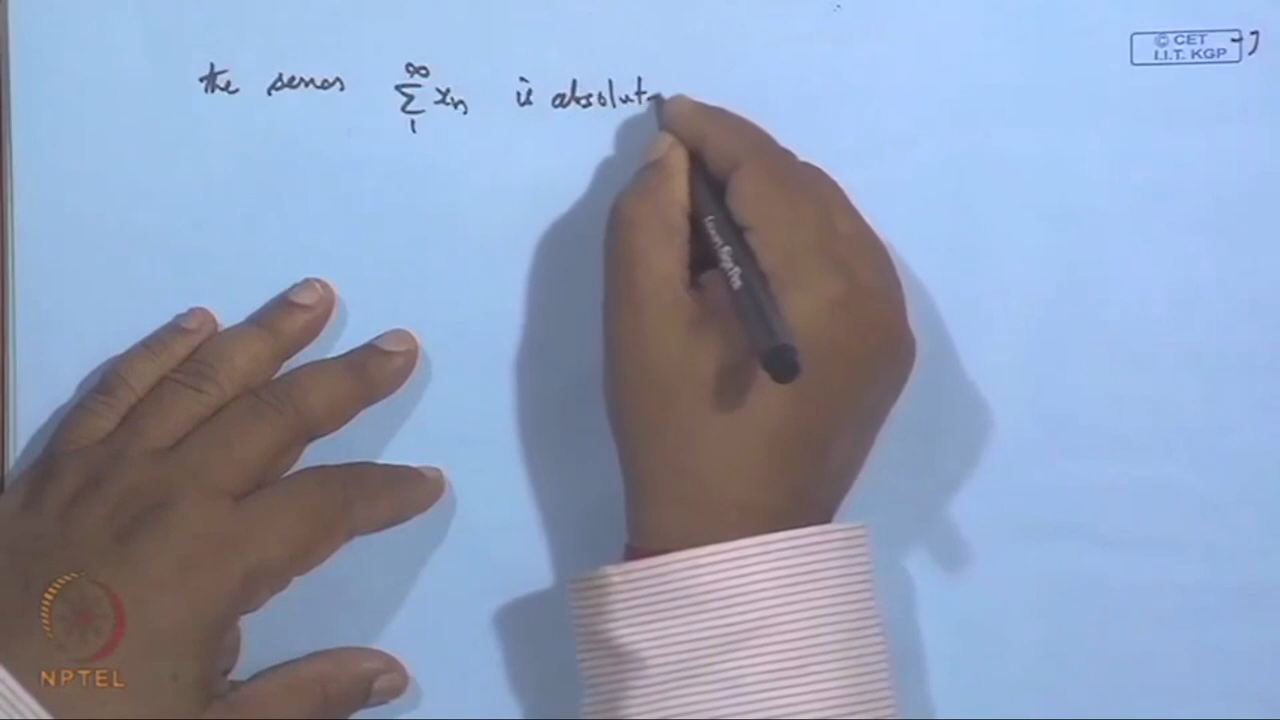 the series ∞∑1 xn is absolut
© CET
I.I.T. KGP
NPTEL